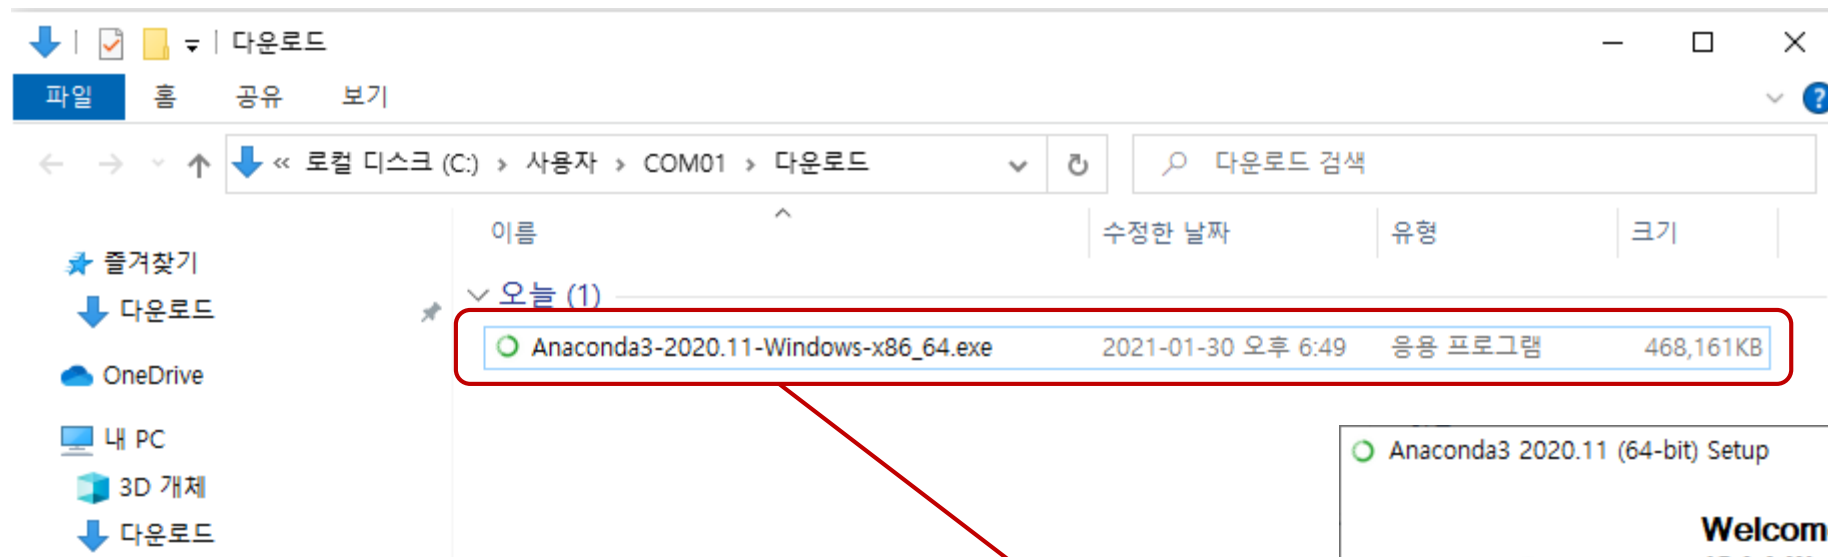 다운로드
파일 홈 공유 보기
« 로컬 디스크 (C:) › 사용자 › COM01 › 다운로드
다운로드 검색
이름 수정한 날짜 유형 크기
즐겨찾기
오늘 (1)
다운로드
Anaconda3-2020.11-Windows-x86_64.exe 2021-01-30 오후 6:49 응용 프로그램 468,161KB
OneDrive
내 PC
Anaconda3 2020.11 (64-bit) Setup
3D 개체
다운로드
Welcom